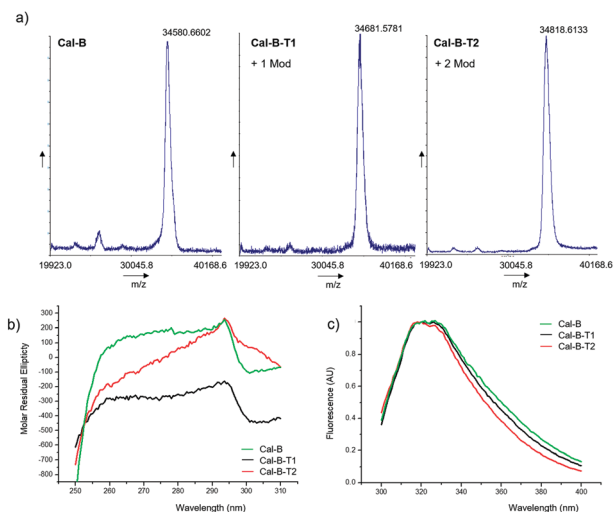 a)
Cal-B
34580.6602
19923.0 30045.8 40168.6
m/z
Cal-B-T1
+ 1 Mod
34681.5781
19923.0 30045.8 40168.6
m/z
Cal-B-T2
+ 2 Mod
34818.6133
19923.0 30045.8 40168.6
m/z
b)
Molar Residual Ellipticy
300
200
100
0
-100
-200
-300
-400
-500
-600
-700
-800
Cal-B
Cal-B-T1
Cal-B-T2
250 260 270 280 290 300 310
Wavelength (nm)
c)
Fluorescence (AU)
1
0.8
0.6
0.4
0.2
0
Cal-B
Cal-B-T1
Cal-B-T2
300 320 340 360 380 400
Wavelength (nm)